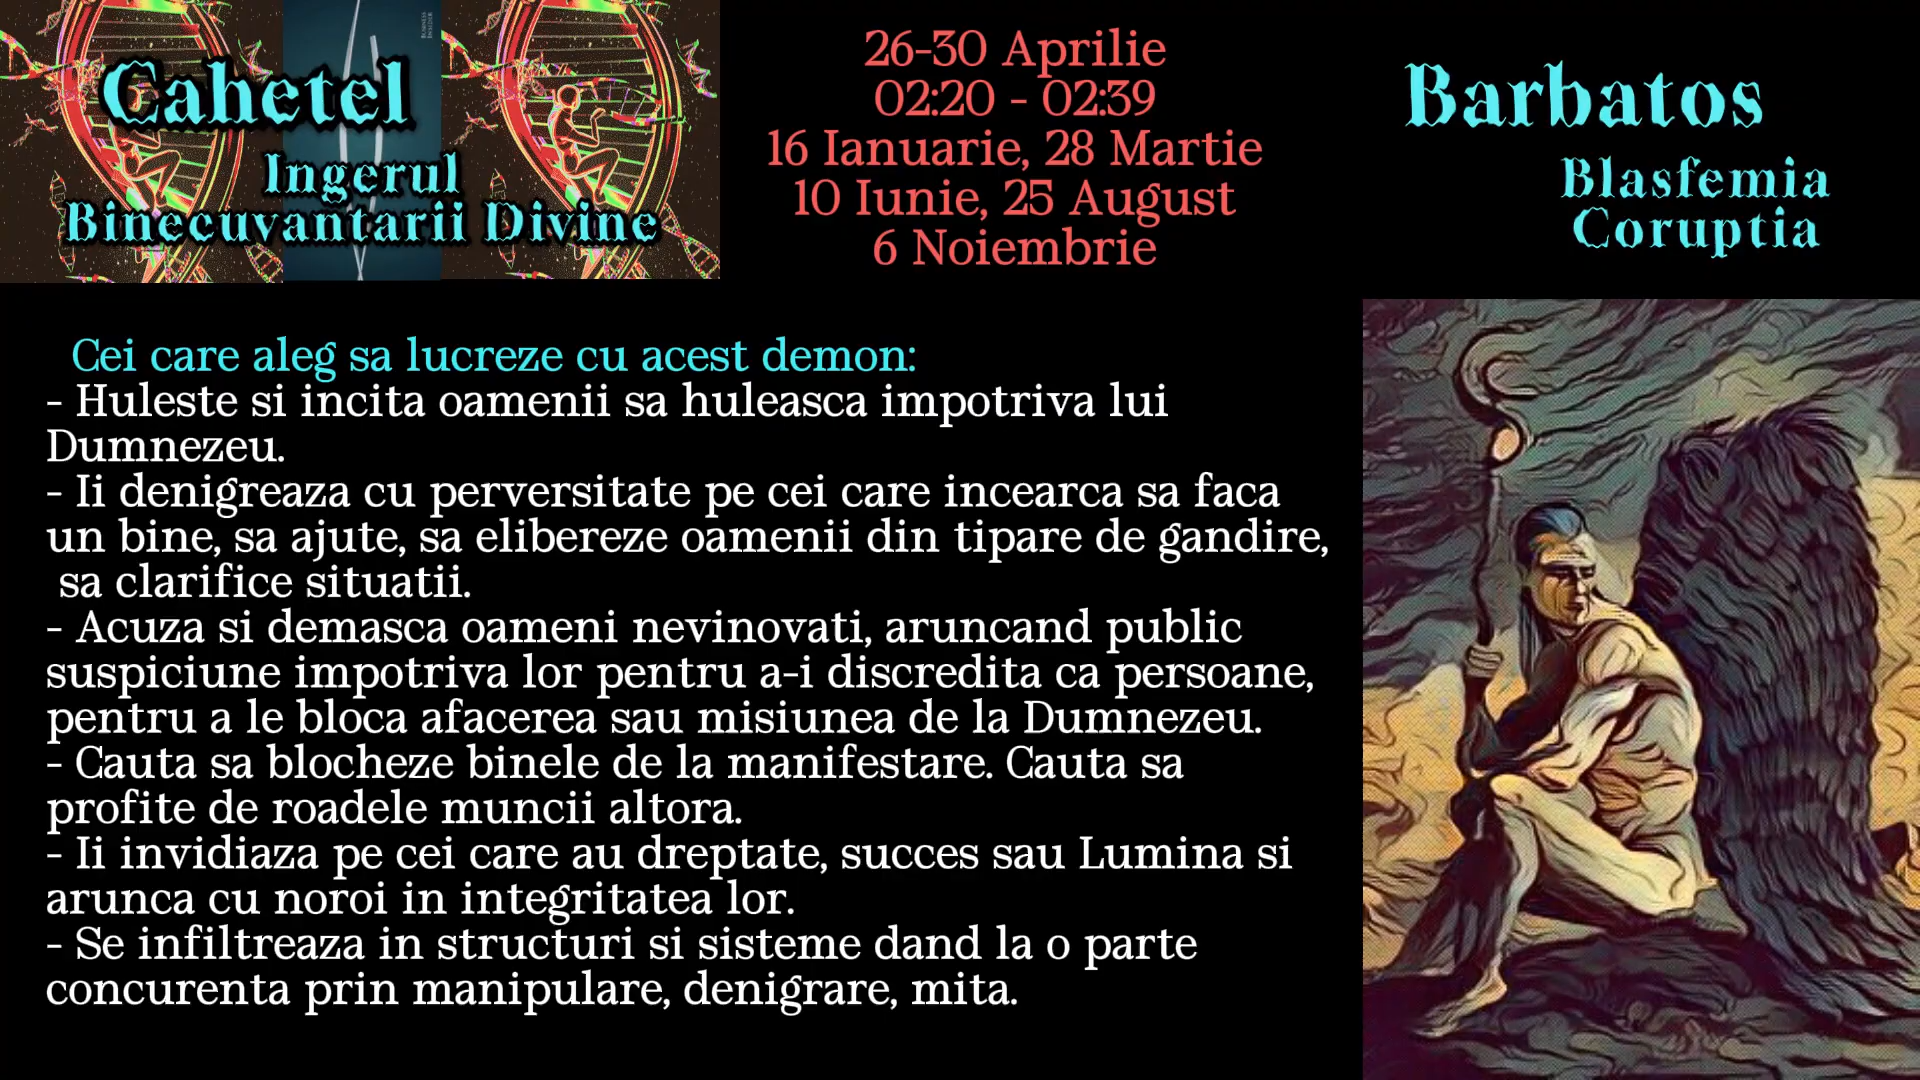 Cahetel
Ingerul
Binecuvantarii Divine
BUSINESS
INSIDER
26-30 Aprilie
02:20 - 02:39
16 Ianuarie, 28 Martie
10 Iunie, 25 August
6 Noiembrie
Barbatos
Blasfemia
Coruptia
Cei care aleg sa lucreze cu acest demon:
- Huleste si incita oamenii sa huleasca impotriva lui
Dumnezeu.
- Ii denigreaza cu perversitate pe cei care incearca sa faca
un bine, sa ajute, sa elibereze oamenii din tipare de gandire,
sa clarifice situatii.
- Acuza si demasca oameni nevinovati, aruncand public
suspiciune impotriva lor pentru a-i discredita ca persoane,
pentru a le bloca afacerea sau misiunea de la Dumnezeu.
- Cauta sa blocheze binele de la manifestare. Cauta sa
profite de roadele muncii altora.
- Ii invidiaza pe cei care au dreptate, succes sau Lumina si
arunca cu noroi in integritatea lor.
- Se infiltreaza in structuri si sisteme dand la o parte
concurenta prin manipulare, denigrare, mita.